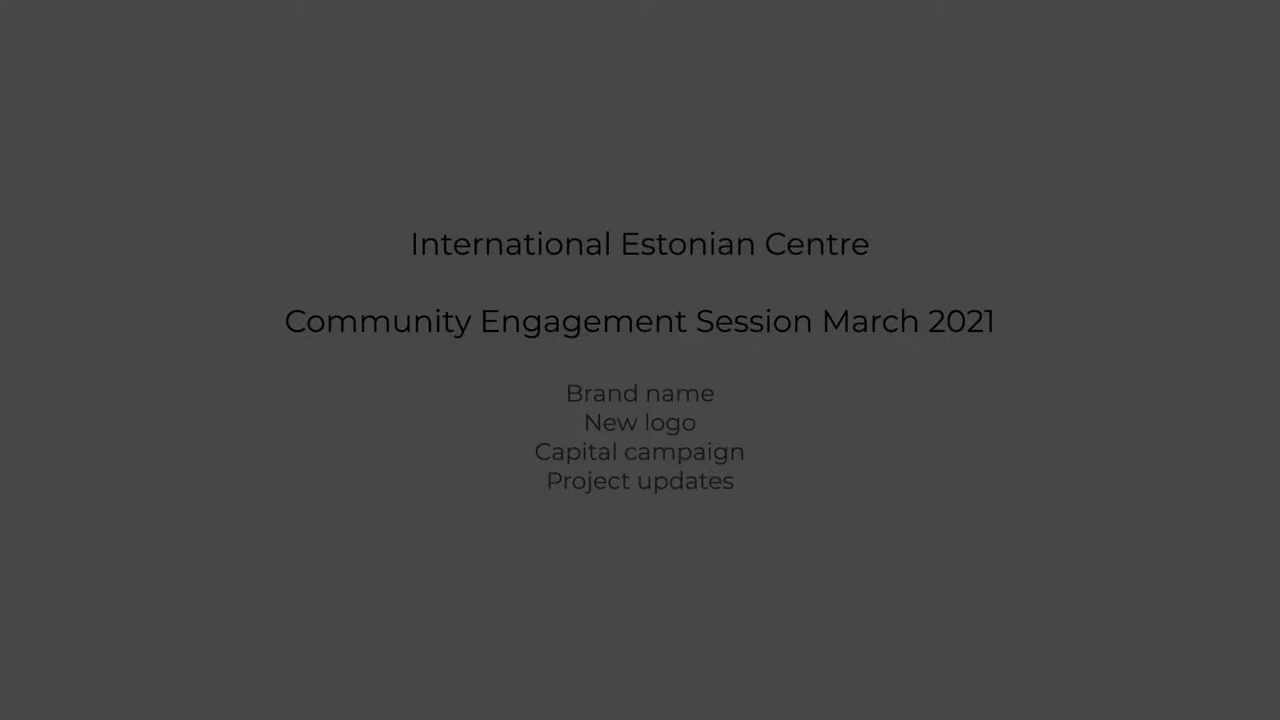 International Estonian Centre
Community Engagement Session March 2021
Brand name
New logo
Capital campaign
Project updates